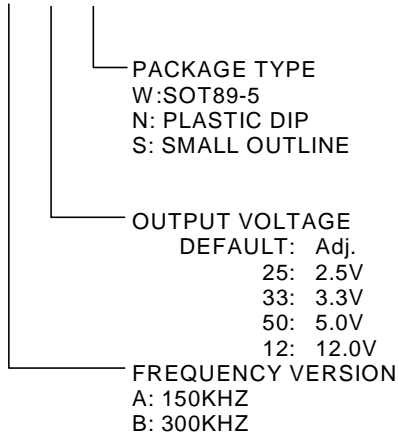 PACKAGE TYPE
W:SOT89-5
N: PLASTIC DIP
S: SMALL OUTLINE
OUTPUT VOLTAGE
DEFAULT: Adj.
25: 2.5V
33: 3.3V
50: 5.0V
12: 12.0V
FREQUENCY VERSION
A: 150KHZ
B: 300KHZ